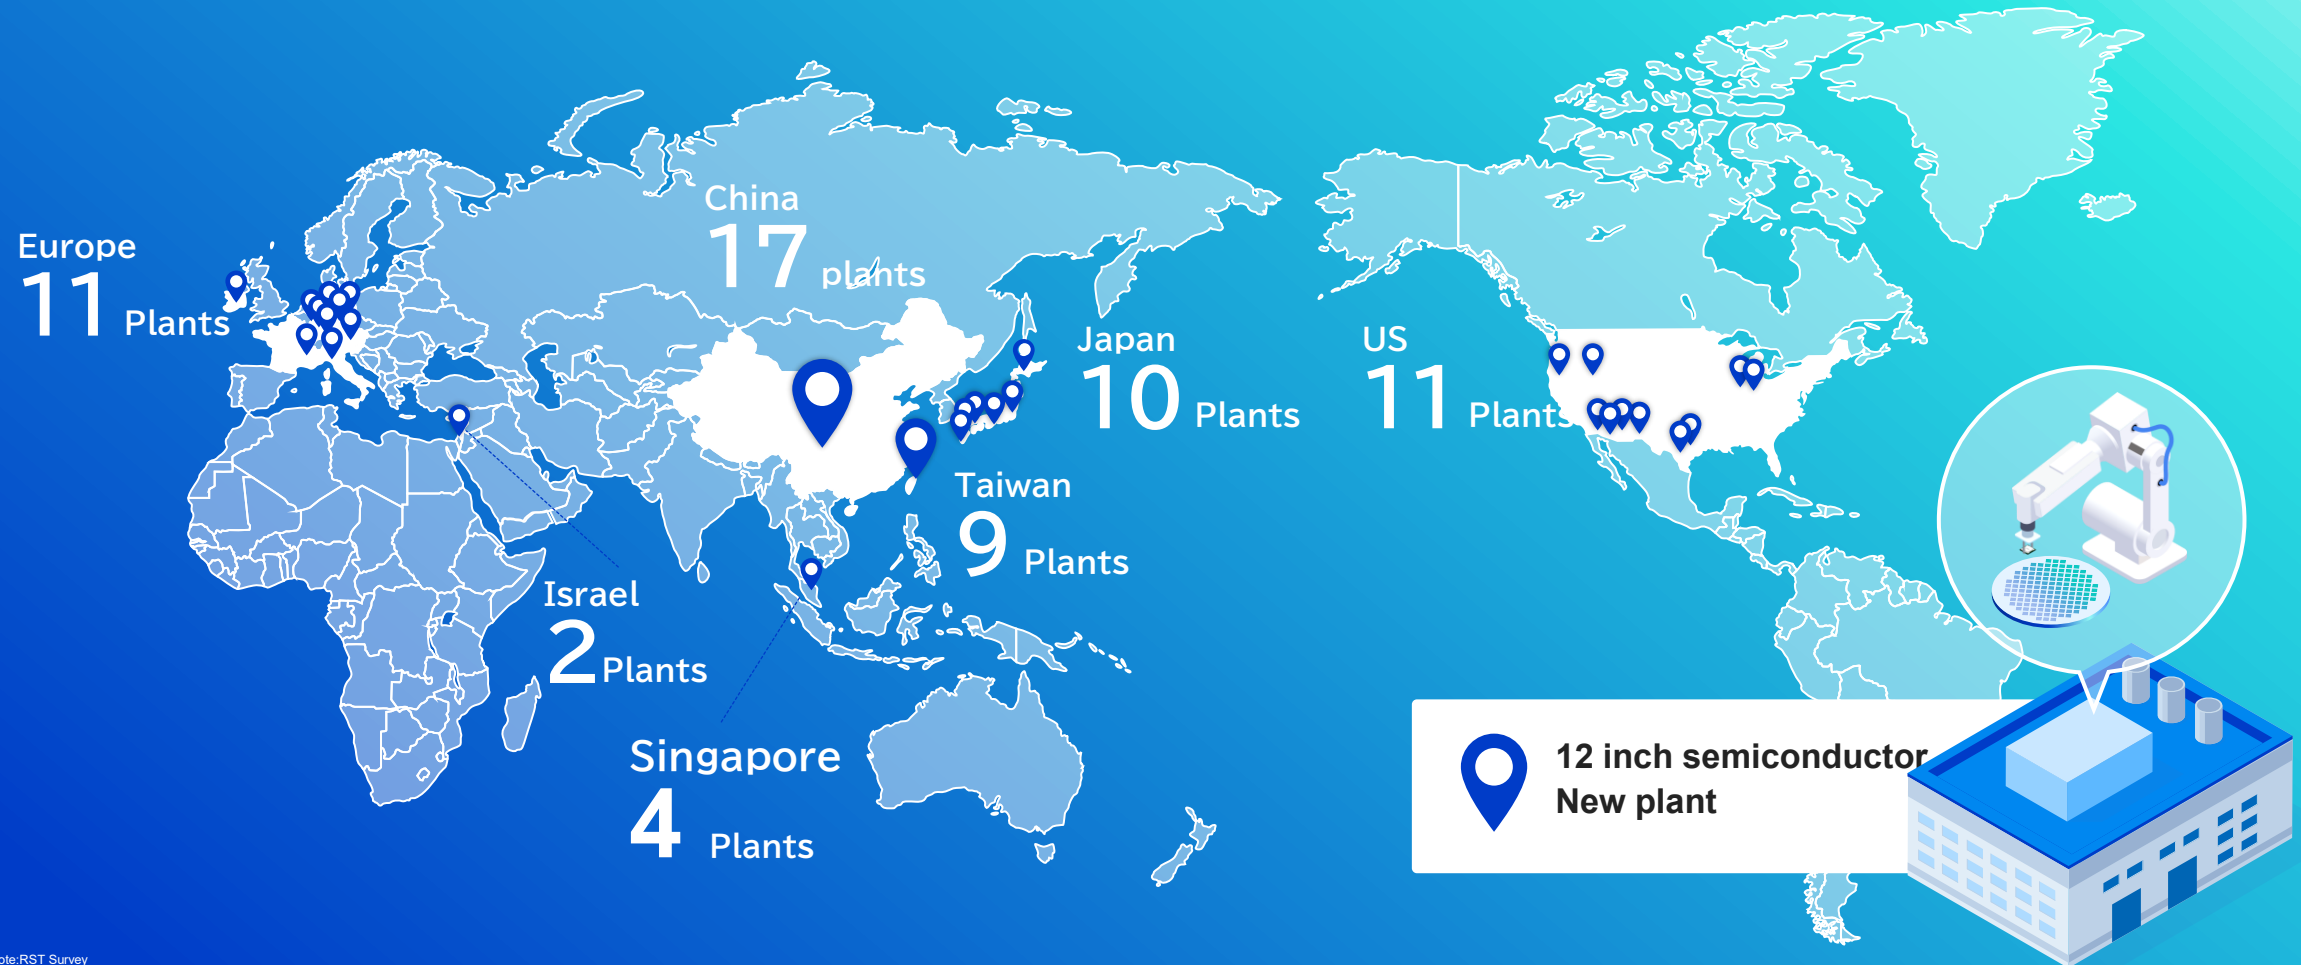 China
17 plants
Europe
11 Plants
Japan
10 Plants
US
11 Plants
Taiwan
9 Plants
Israel
2 Plants
Singapore
4 Plants
12 inch semiconductor
New plant
ote:RST Survey